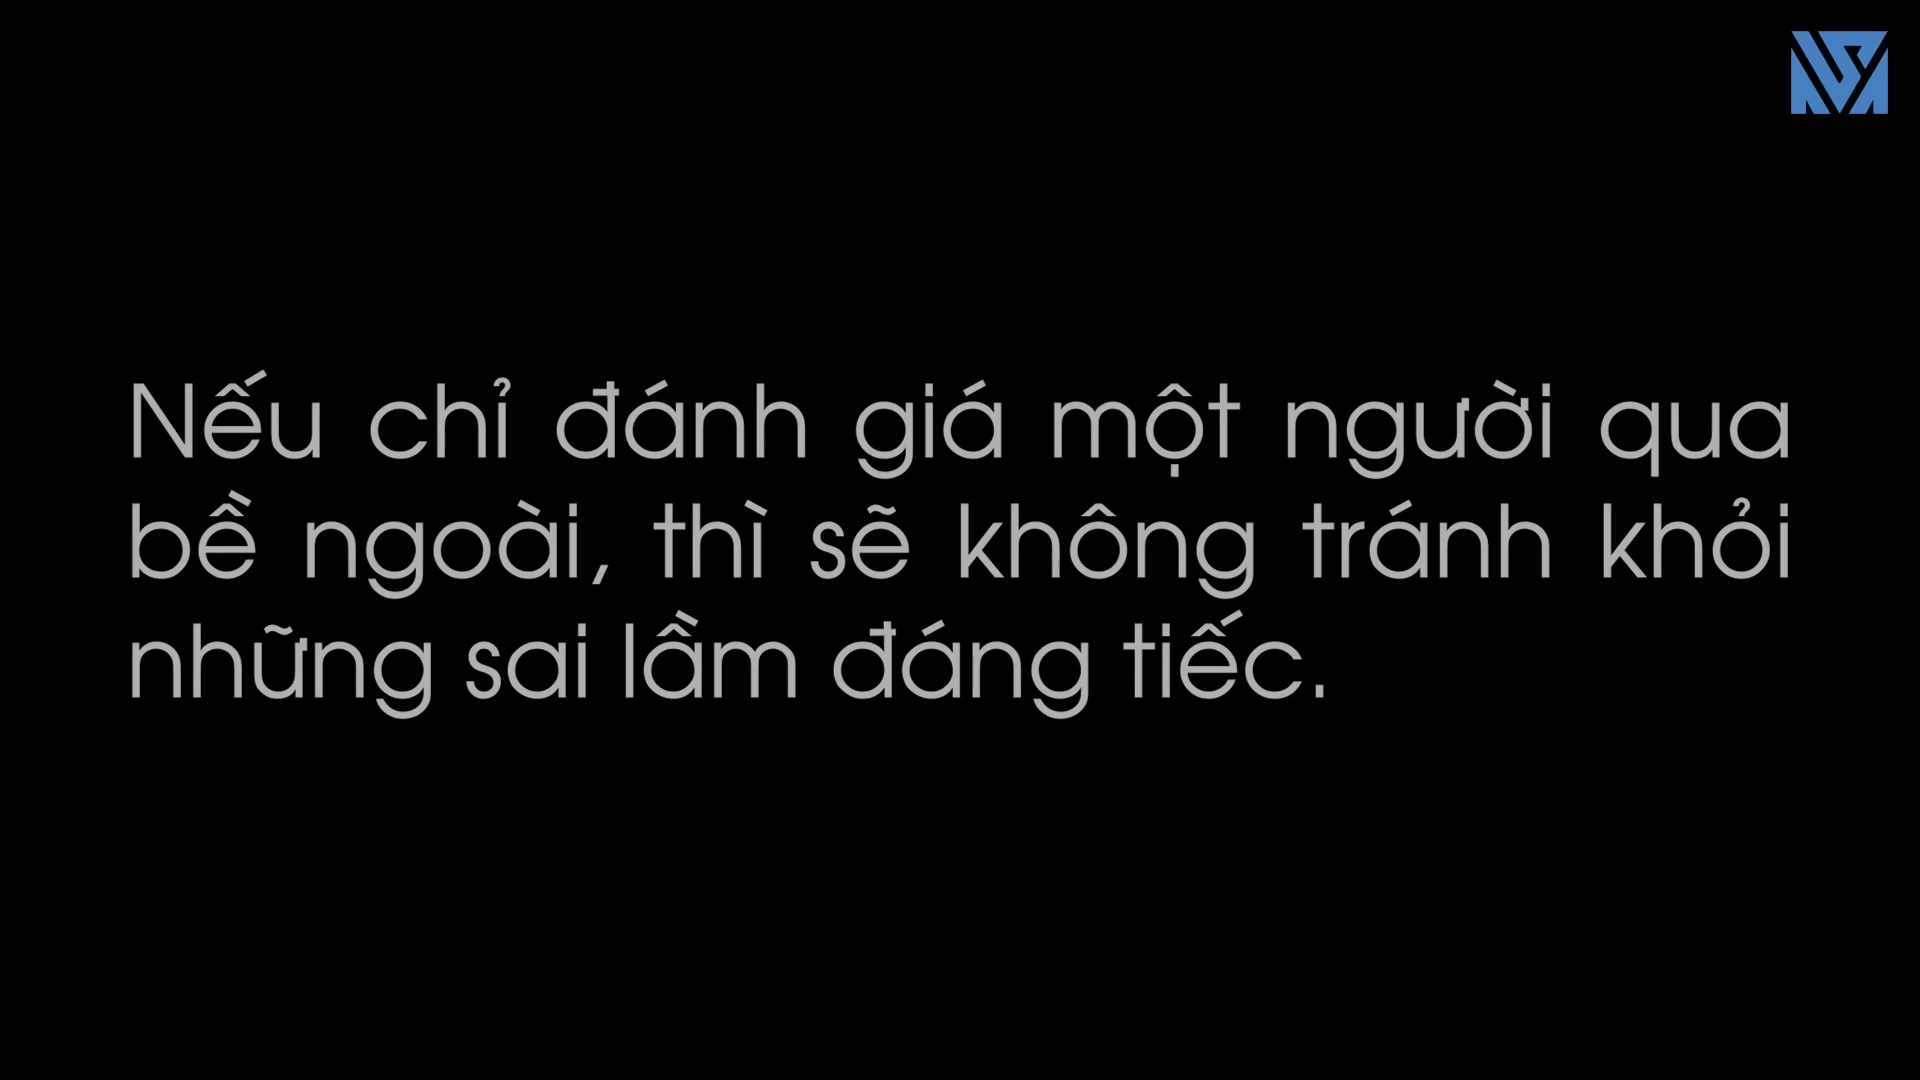 Nếu chỉ đánh giá một người qua
bề ngoài, thì sẽ không tránh khỏi
những sai lầm đáng tiếc.